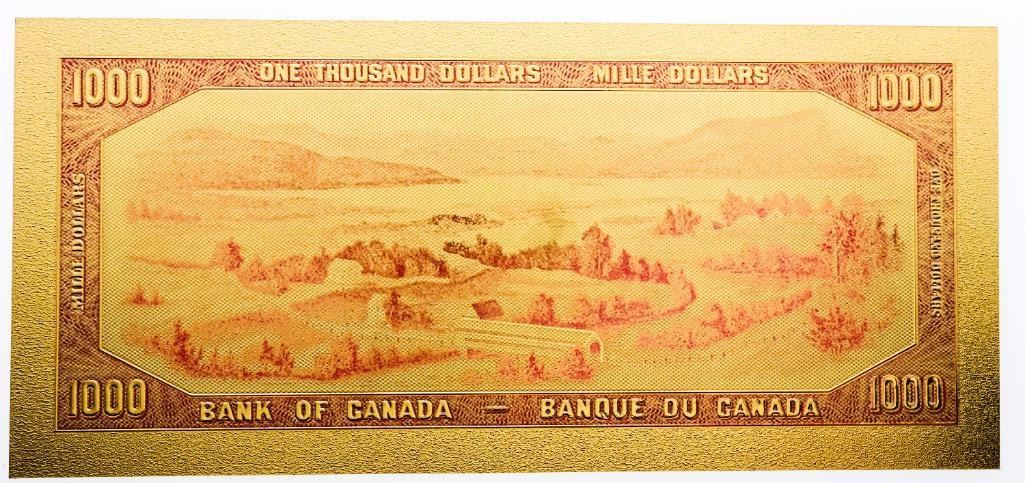 1000
ONE THOUSAND DOLLARS MILLE DOLLARS
1000
MILLE DOLLARS
ONE THOUSAND DOLLARS
1000
BANK OF CANADA — BANQUE DU CANADA
1000